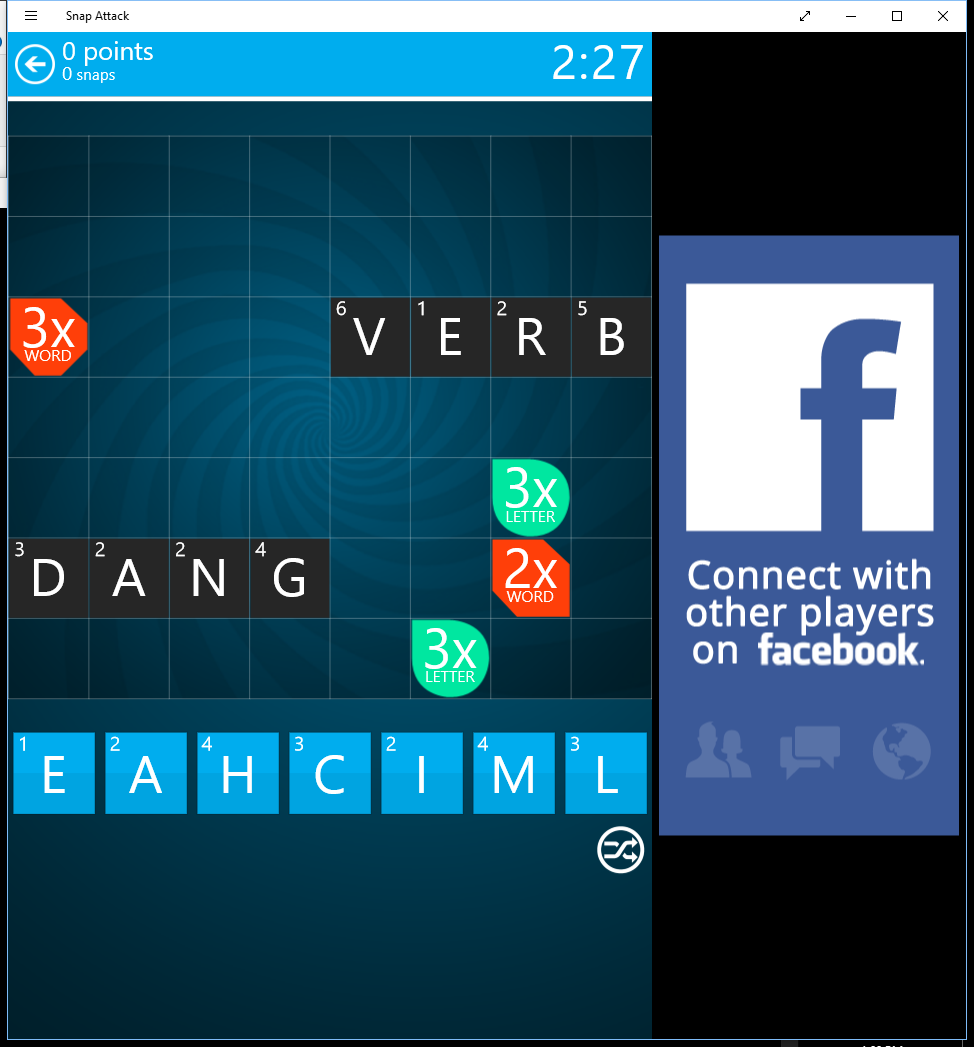 Snap Attack
0 points
0 snaps
2:27
3x
WORD
6 V 1 E 2 R 5 B
3x
LETTER
3 D 2 A 2 N 4 G
2x
WORD
3x
LETTER
1 E 2 A 4 H 3 C 2 I 4 M 3 L
f
Connect with
other players
on facebook.